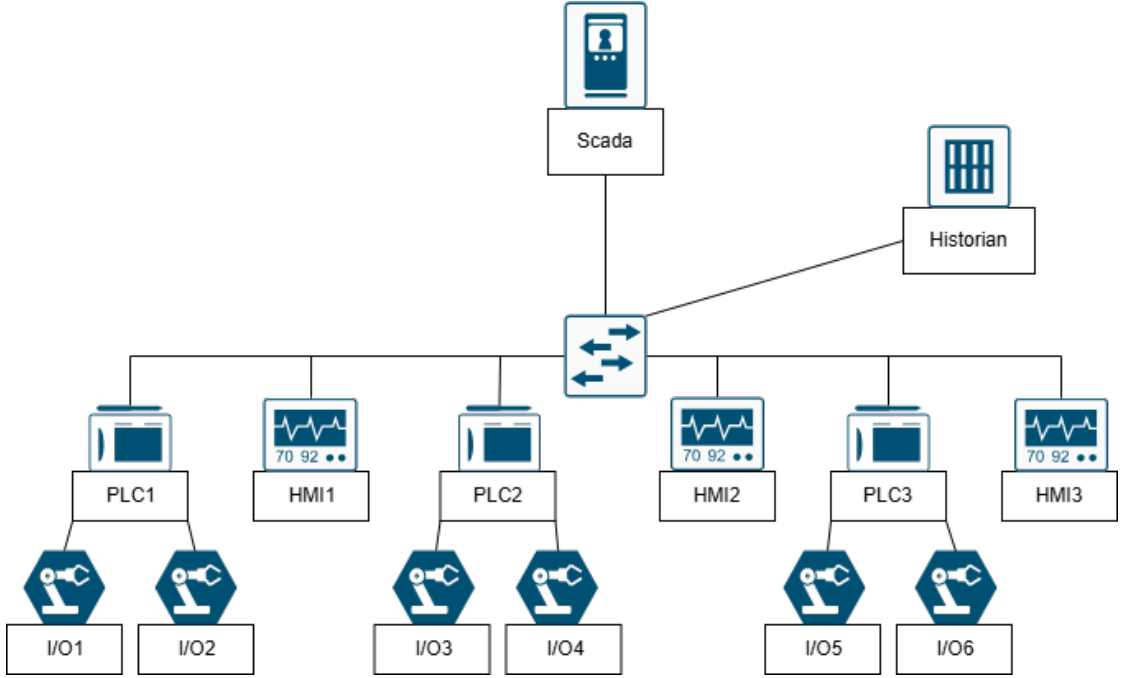 Scada
Historian
70 92
70 92
70 92
PLC1
HMI1
PLC2
HMI2
PLC3
HMI3
I/O1
I/O2
I/O3
I/O4
I/O5
I/O6